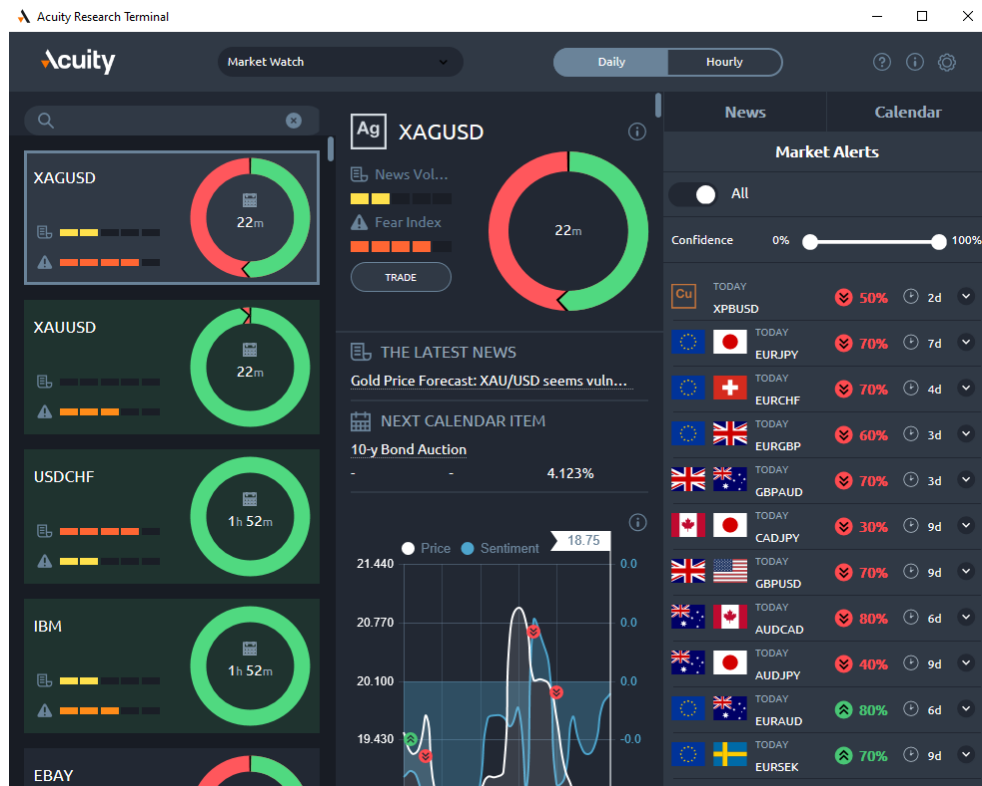 Acuity Research Terminal
Acuity
Market Watch
Daily
Hourly
XAGUSD
22m
XAUUSD
22m
USDCHF
1h 52m
IBM
1h 52m
EBAY
Ag
XAGUSD
News Vol...
Fear Index
TRADE
22m
THE LATEST NEWS
Gold Price Forecast: XAU/USD seems vuln...
NEXT CALENDAR ITEM
10-y Bond Auction
- - 4.123%
Price Sentiment
18.75
21.440 0.0
20.770 0.0
20.100 0.0
19.430 -0.0
News
Calendar
Market Alerts
All
Confidence 0% 100%
Cu
TODAY
XPBUSD 50% 2d
TODAY
EURJPY 70% 7d
TODAY
EURCHF 70% 4d
TODAY
EURGBP 60% 3d
TODAY
GBPAUD 70% 3d
TODAY
CADJPY 30% 9d
TODAY
GBPUSD 70% 9d
TODAY
AUDCAD 80% 6d
TODAY
AUDJPY 40% 9d
TODAY
EURAUD 80% 6d
TODAY
EURSEK 70% 9d